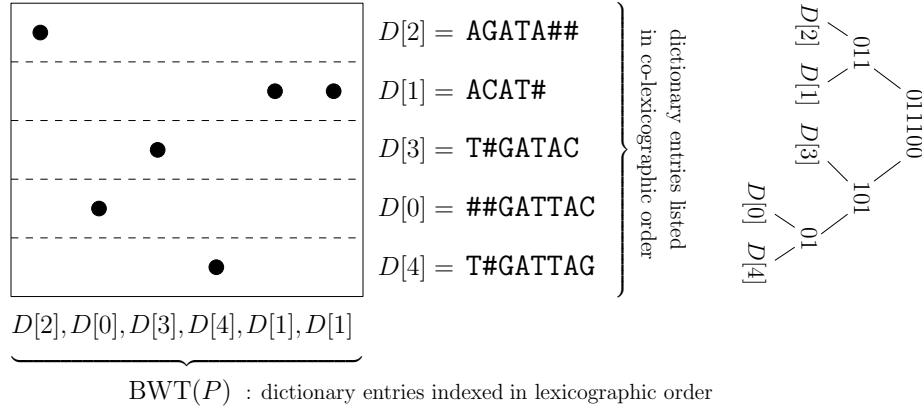 D[2] = AGATA##
D[1] = ACAT#
D[3] = T#GATAC
D[0] = ##GATTAC
D[4] = T#GATTAG
dictionary entries listed
in co-lexicographic order
D[2], D[0], D[3], D[4], D[1], D[1]
BWT(P) : dictionary entries indexed in lexicographic order
011100
011
101
D[2]
D[1]
D[3]
01
D[0]
D[4]